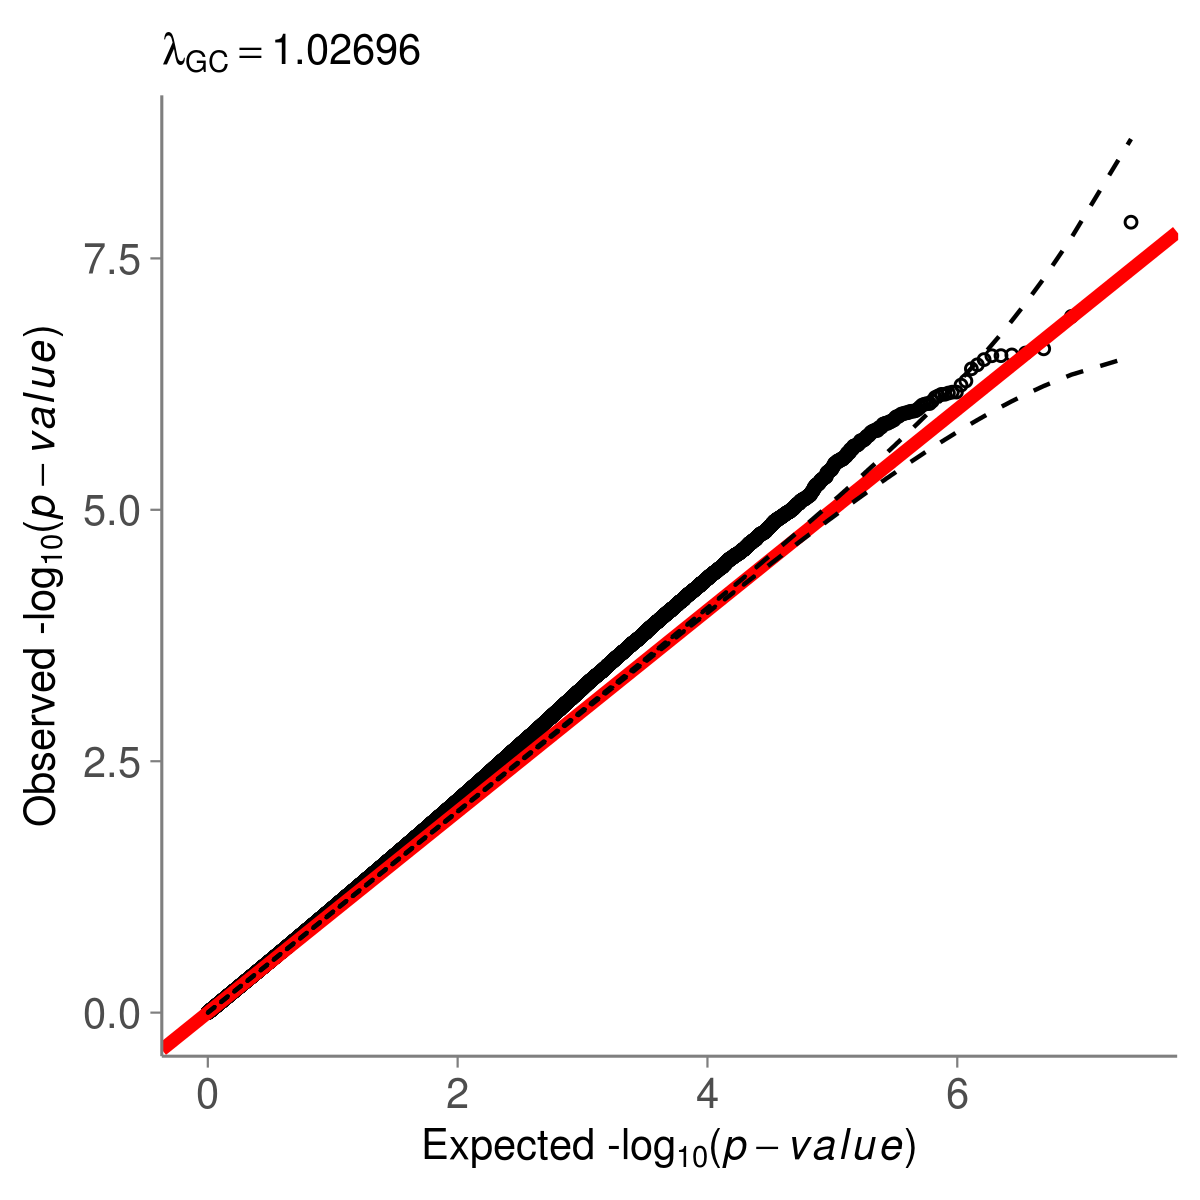 λGC = 1.02696
7.5
5.0
2.5
0.0
Observed -log10(p − value)
0 2 4 6
Expected -log10(p − value)